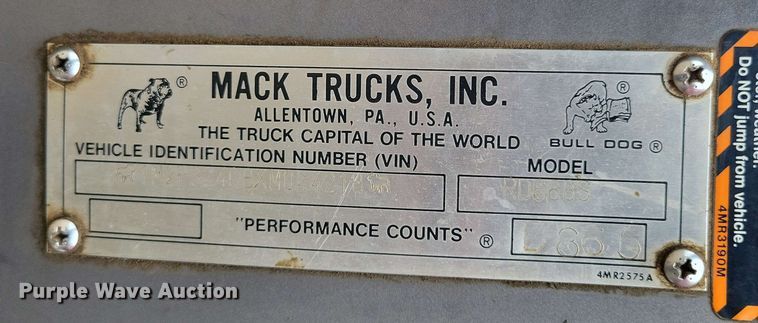 MACK TRUCKS, INC.
ALLENTOWN, PA., U.S.A.
THE TRUCK CAPITAL OF THE WORLD
BULL DOG ®
VEHICLE IDENTIFICATION NUMBER (VIN)
MODEL
"PERFORMANCE COUNTS" ®
4MR2575A
Do NOT jump from vehicle.
4MR3190M
Purple Wave Auction